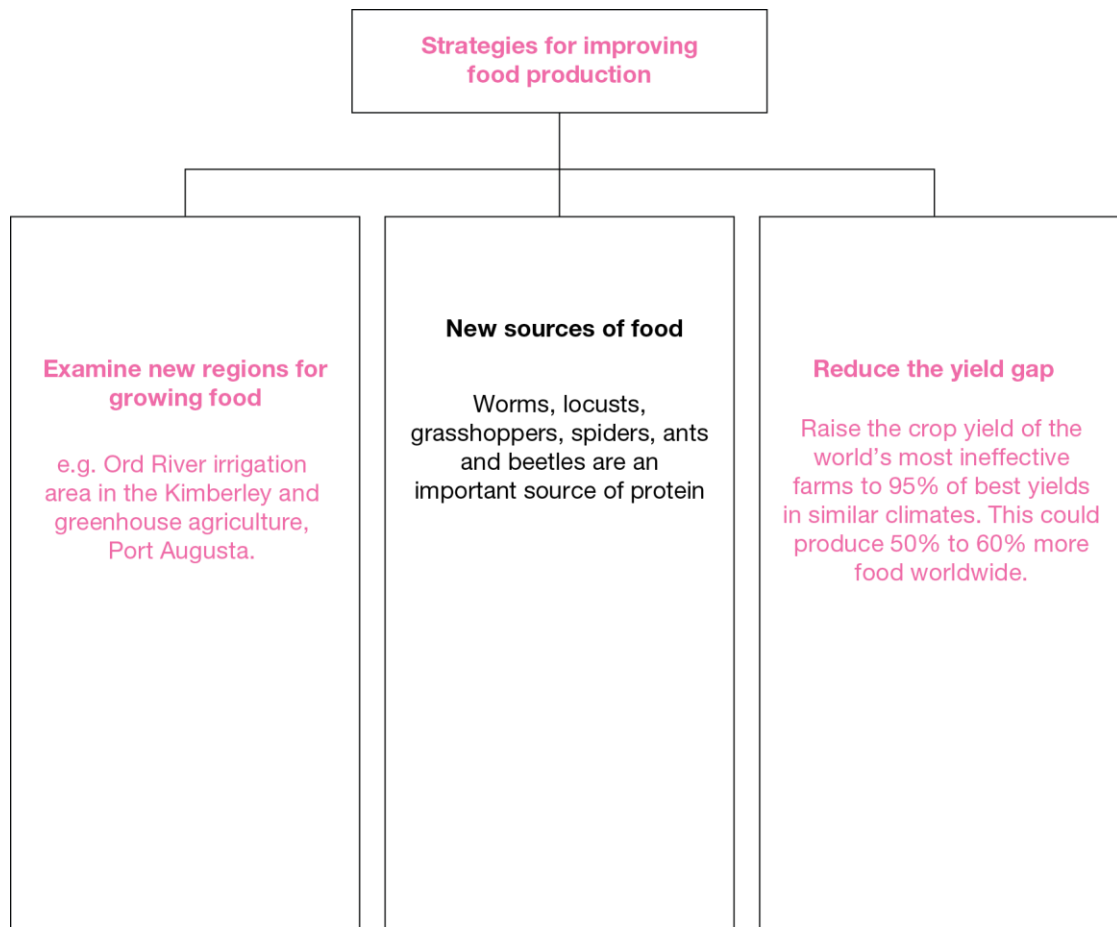 Strategies for improving
food production
Examine new regions for
growing food
e.g. Ord River irrigation
area in the Kimberley and
greenhouse agriculture,
Port Augusta.
New sources of food
Worms, locusts,
grasshoppers, spiders, ants
and beetles are an
important source of protein
Reduce the yield gap
Raise the crop yield of the
world’s most ineffective
farms to 95% of best yields
in similar climates. This could
produce 50% to 60% more
food worldwide.